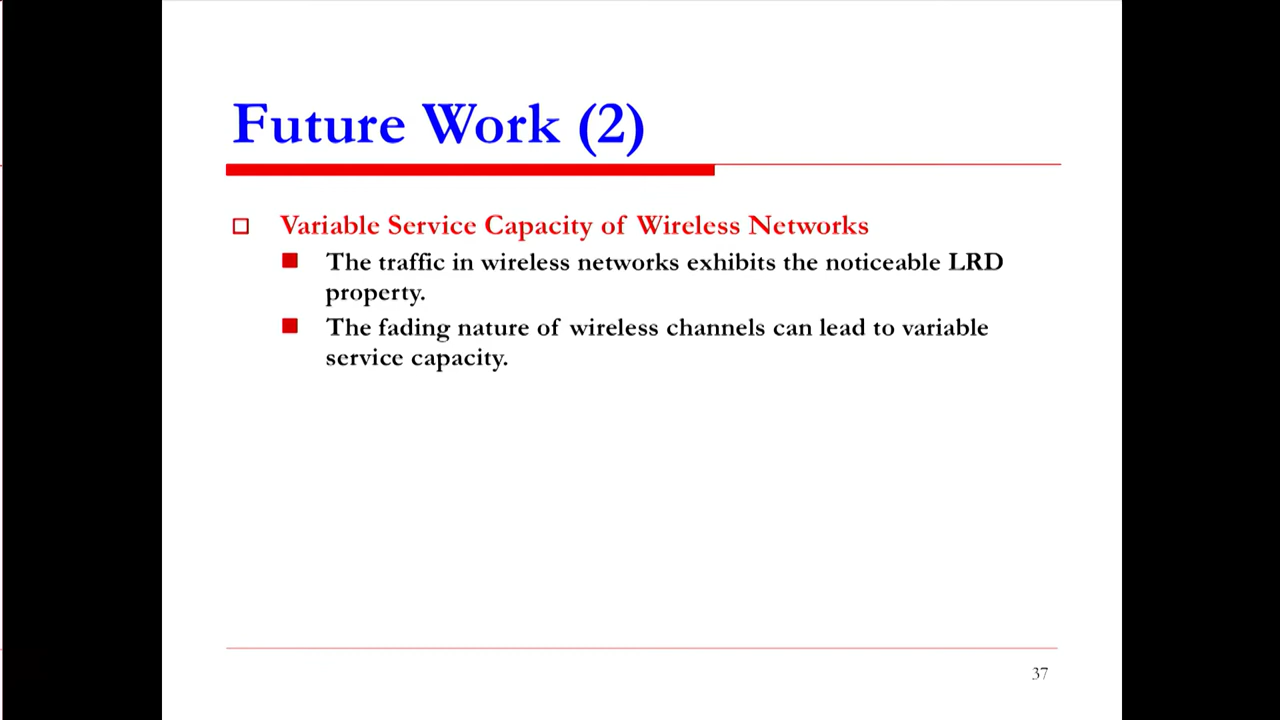 Future Work (2)
Variable Service Capacity of Wireless Networks
The traffic in wireless networks exhibits the noticeable LRD
property.
The fading nature of wireless channels can lead to variable
service capacity.
37